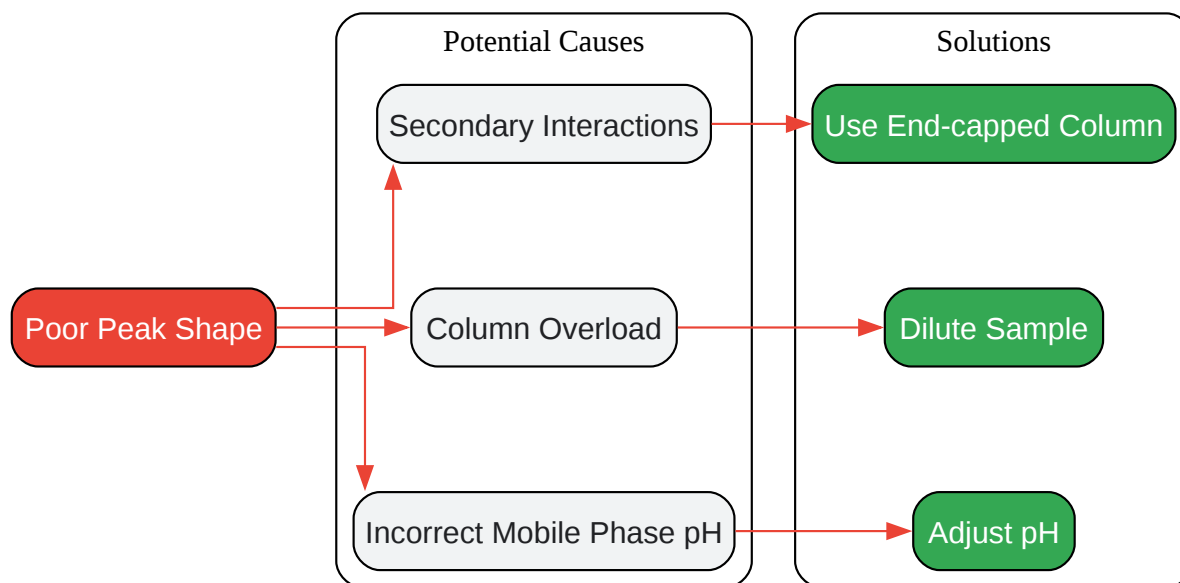 Potential Causes
Solutions
Secondary Interactions
Use End-capped Column
Poor Peak Shape
Column Overload
Dilute Sample
Incorrect Mobile Phase pH
Adjust pH